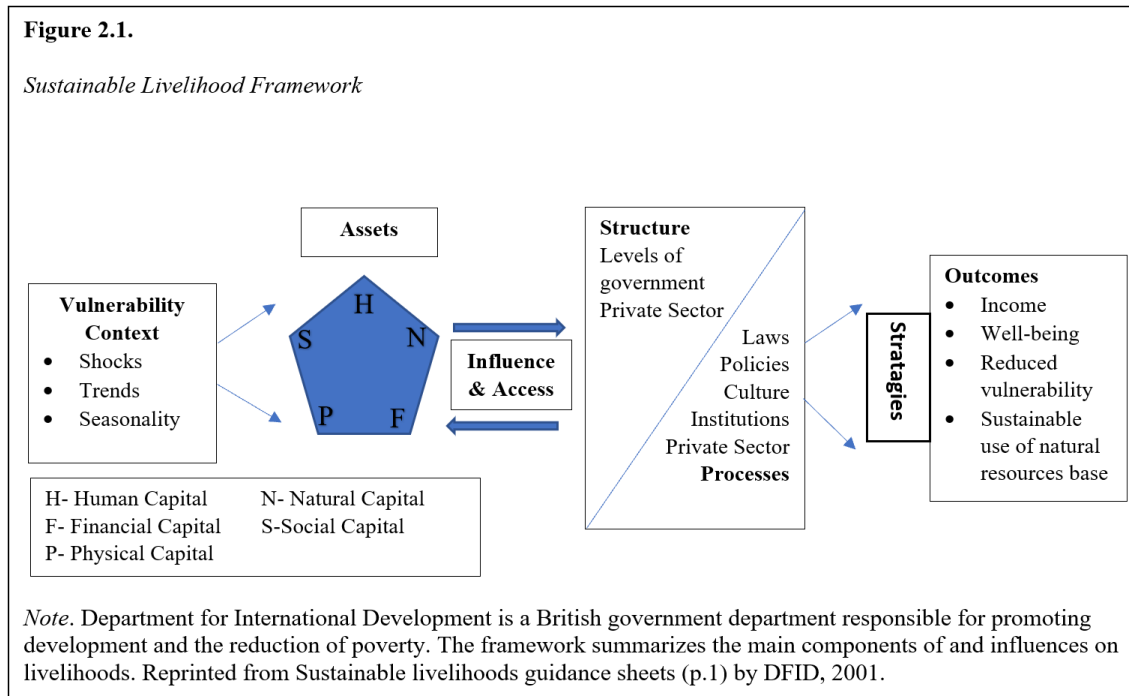 Figure 2.1.
Sustainable Livelihood Framework
Assets
Vulnerability
Context
• Shocks
• Trends
• Seasonality
H
S
N
P
F
Influence
& Access
Structure
Levels of
government
Private Sector
Laws
Policies
Culture
Institutions
Private Sector
Processes
Stratagies
Outcomes
• Income
• Well-being
• Reduced
vulnerability
• Sustainable
use of natural
resources base
H- Human Capital N- Natural Capital
F- Financial Capital S-Social Capital
P- Physical Capital
Note. Department for International Development is a British government department responsible for promoting
development and the reduction of poverty. The framework summarizes the main components of and influences on
livelihoods. Reprinted from Sustainable livelihoods guidance sheets (p.1) by DFID, 2001.